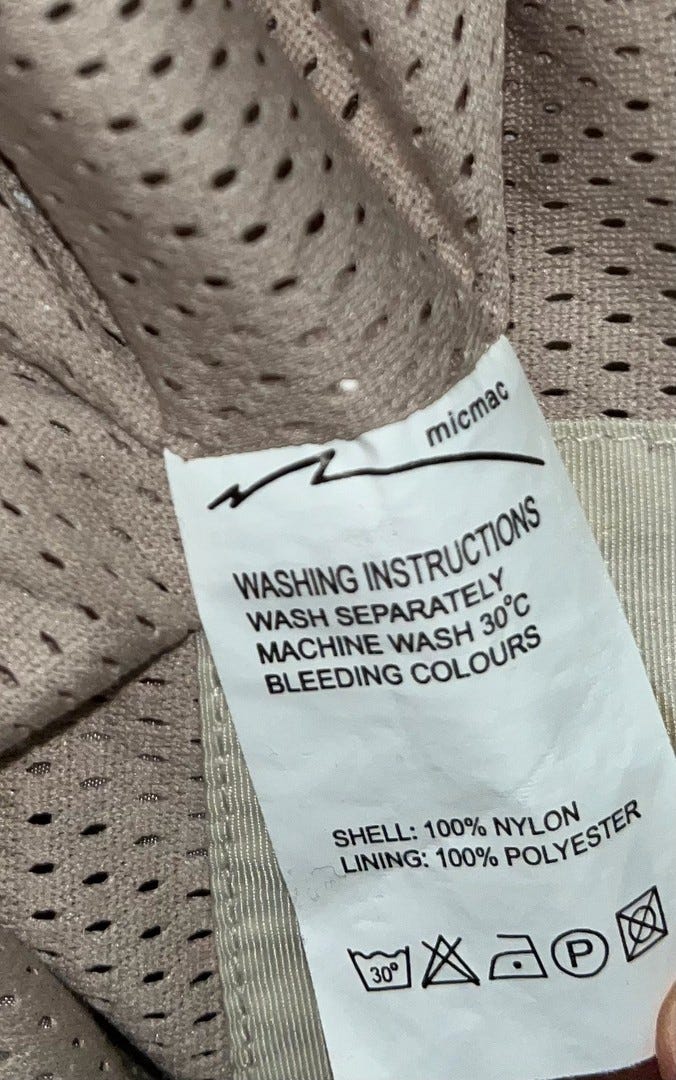 micmac
WASHING INSTRUCTIONS
WASH SEPARATELY
MACHINE WASH 30°C
BLEEDING COLOURS
SHELL: 100% NYLON
LINING: 100% POLYESTER
30° P